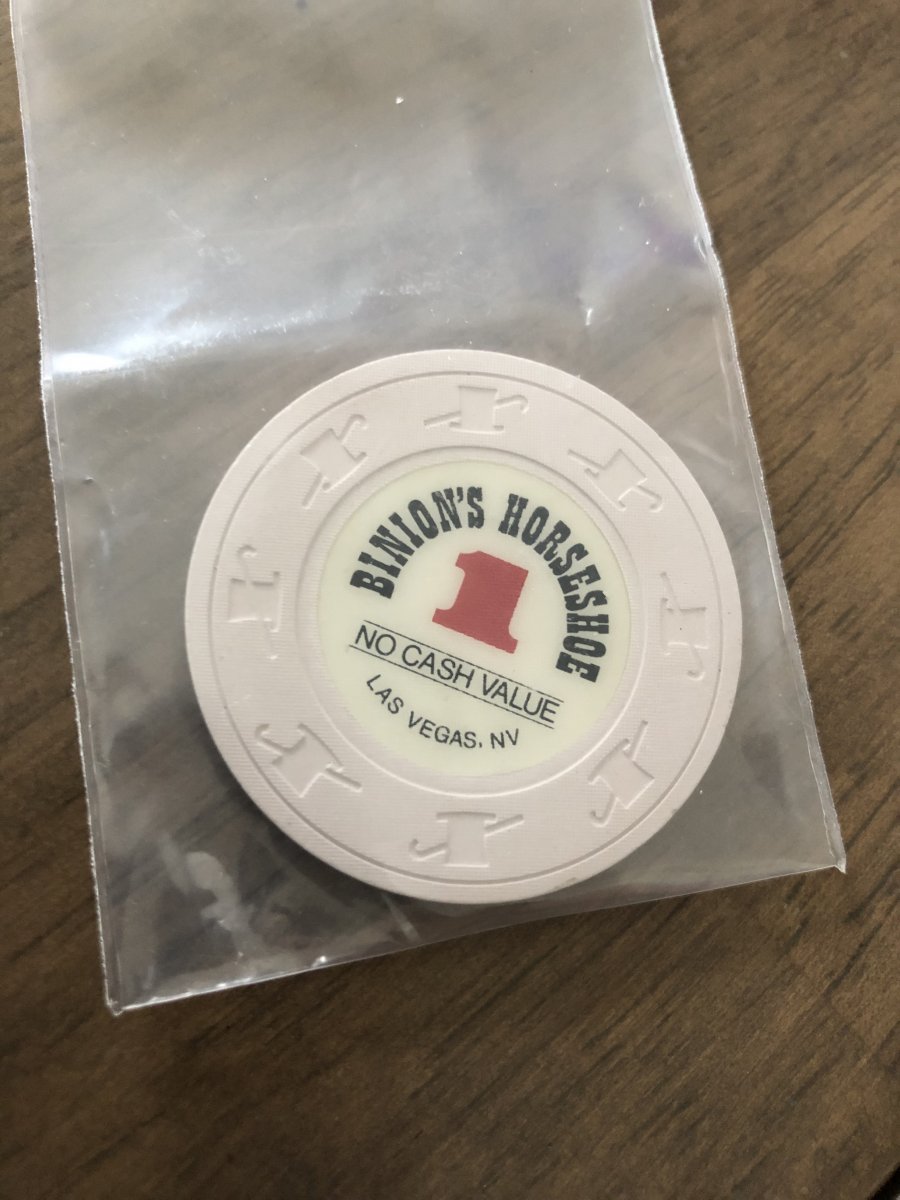 BINION'S HORSESHOE
1
NO CASH VALUE
LAS VEGAS, NV